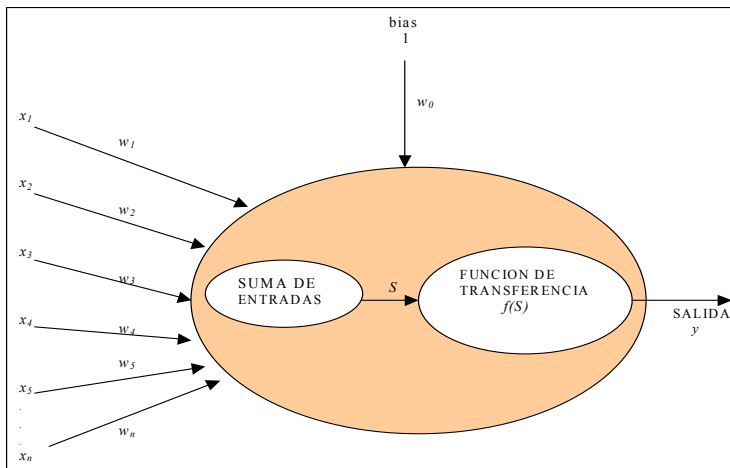 bias
1
w0
x1
w1
x2
w2
x3
w3
x4
w4
x5
w5
.
.
.
xn
wn
SUMA DE
ENTRADAS
S
FUNCION DE
TRANSFERENCIA
f(S)
SALIDA
y